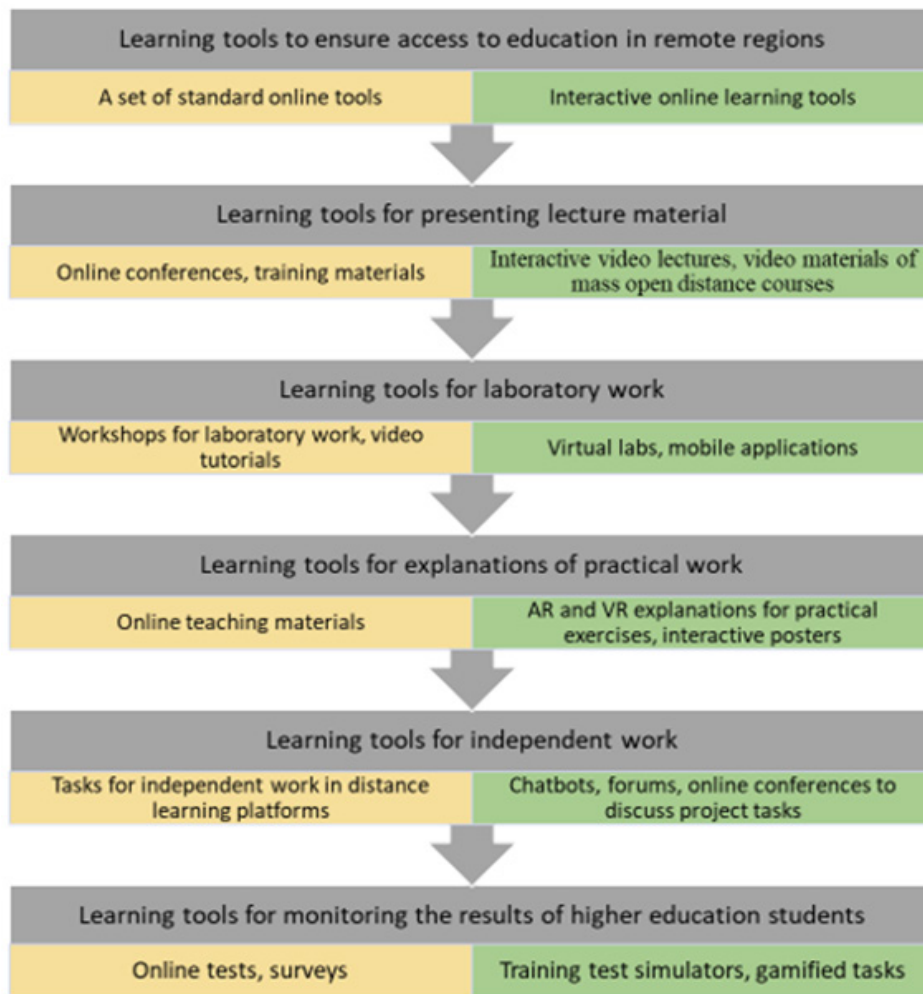 Learning tools to ensure access to education in remote regions
A set of standard online tools
Interactive online learning tools
Learning tools for presenting lecture material
Online conferences, training materials
Interactive video lectures, video materials of
mass open distance courses
Learning tools for laboratory work
Workshops for laboratory work, video
tutorials
Virtual labs, mobile applications
Learning tools for explanations of practical work
Online teaching materials
AR and VR explanations for practical
exercises, interactive posters
Learning tools for independent work
Tasks for independent work in distance
learning platforms
Chatbots, forums, online conferences to
discuss project tasks
Learning tools for monitoring the results of higher education students
Online tests, surveys
Training test simulators, gamified tasks